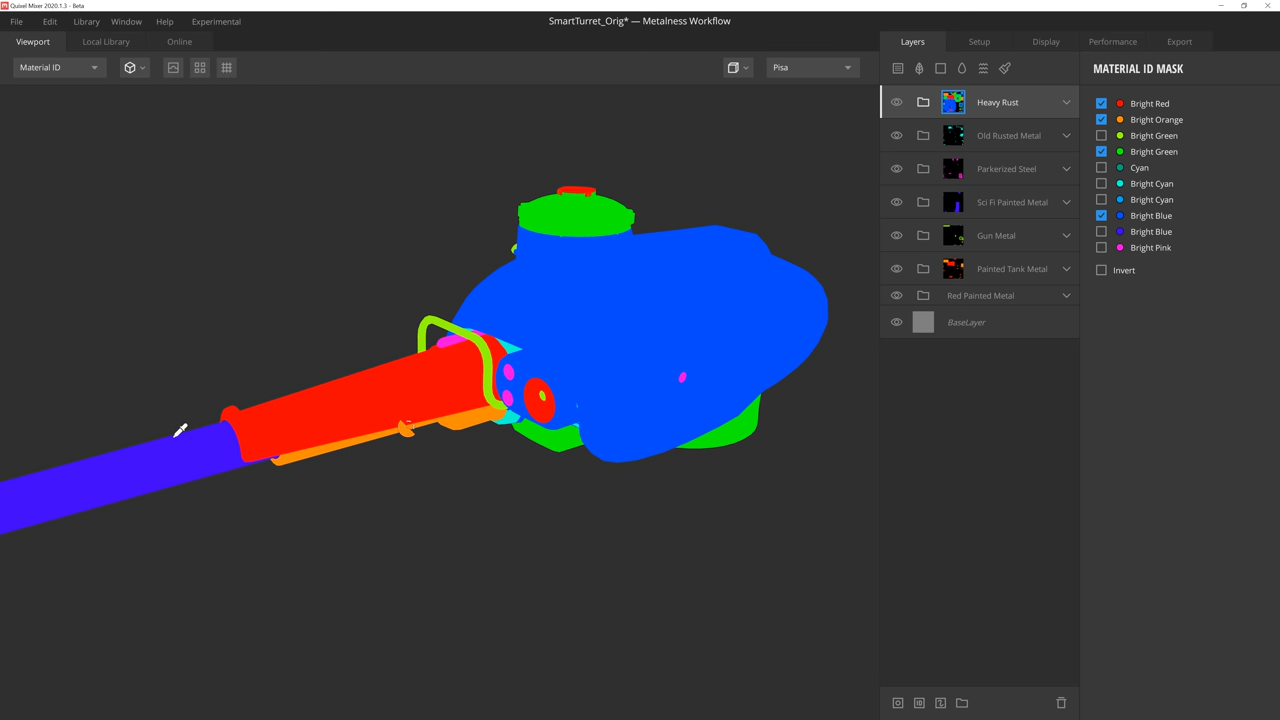 Quixel Mixer 2020.1.3 - Beta
File Edit Library Window Help Experimental
SmartTurret_Orig* — Metalness Workflow
Viewport Local Library Online
Layers Setup Display Performance Export
Material ID
Pisa
MATERIAL ID MASK
Heavy Rust
Old Rusted Metal
Parkerized Steel
Sci Fi Painted Metal
Gun Metal
Painted Tank Metal
Red Painted Metal
BaseLayer
Bright Red
Bright Orange
Bright Green
Bright Green
Cyan
Bright Cyan
Bright Cyan
Bright Blue
Bright Blue
Bright Pink
Invert
ID